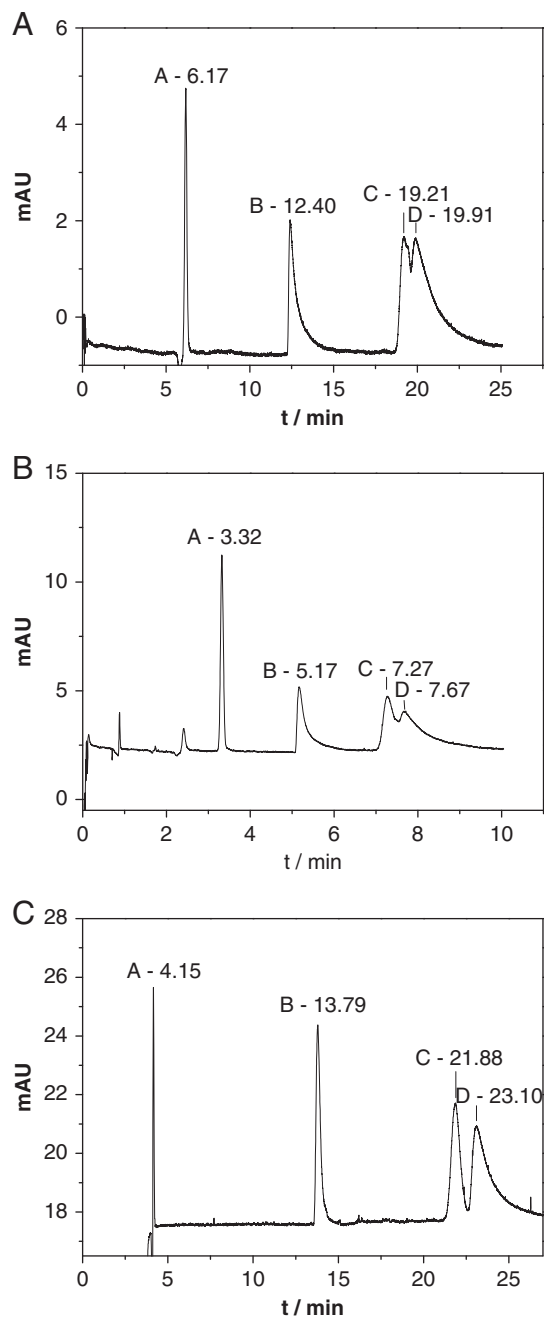 A
6
A - 6.17
4
C - 19.21
B - 12.40
D - 19.91
2
mAU
0
0 5 10 15 20 25
t / min
B
15
A - 3.32
10
mAU
C - 7.27
B - 5.17
D - 7.67
5
0
0 2 4 6 8 10
t / min
C
28
A - 4.15
26
B - 13.79
24
C - 21.88
mAU
22
D - 23.10
20
18
0 5 10 15 20 25
t / min